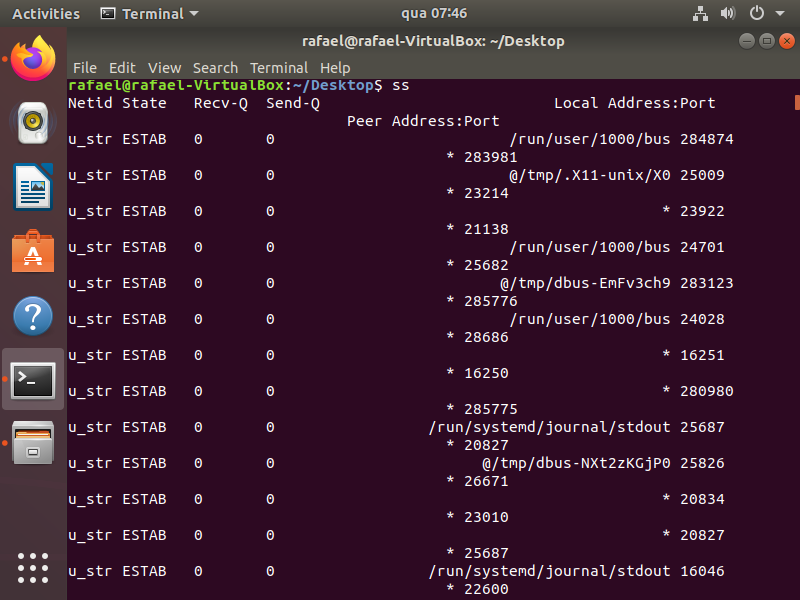 Activities Terminal qua 07:46
rafael@rafael-VirtualBox: ~/Desktop
File Edit View Search Terminal Help
rafael@rafael-VirtualBox:~/Desktop$ ss
Netid State Recv-Q Send-Q Local Address:Port
Peer Address:Port
u_str ESTAB 0 0 /run/user/1000/bus 284874
* 283981
u_str ESTAB 0 0 @/tmp/.X11-unix/X0 25009
* 23214
u_str ESTAB 0 0 * 23922
* 21138
u_str ESTAB 0 0 /run/user/1000/bus 24701
* 25682
u_str ESTAB 0 0 @/tmp/dbus-EmFv3ch9 283123
* 285776
u_str ESTAB 0 0 /run/user/1000/bus 24028
* 28686
u_str ESTAB 0 0 * 16251
* 16250
u_str ESTAB 0 0 * 280980
* 285775
u_str ESTAB 0 0 /run/systemd/journal/stdout 25687
* 20827
u_str ESTAB 0 0 @/tmp/dbus-NXt2zKGjP0 25826
* 26671
u_str ESTAB 0 0 * 20834
* 23010
u_str ESTAB 0 0 * 20827
* 25687
u_str ESTAB 0 0 /run/systemd/journal/stdout 16046
* 22600